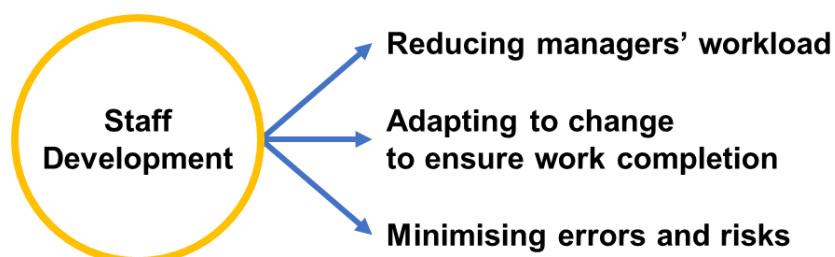 Staff
Development
Reducing managers’ workload
Adapting to change
to ensure work completion
Minimising errors and risks